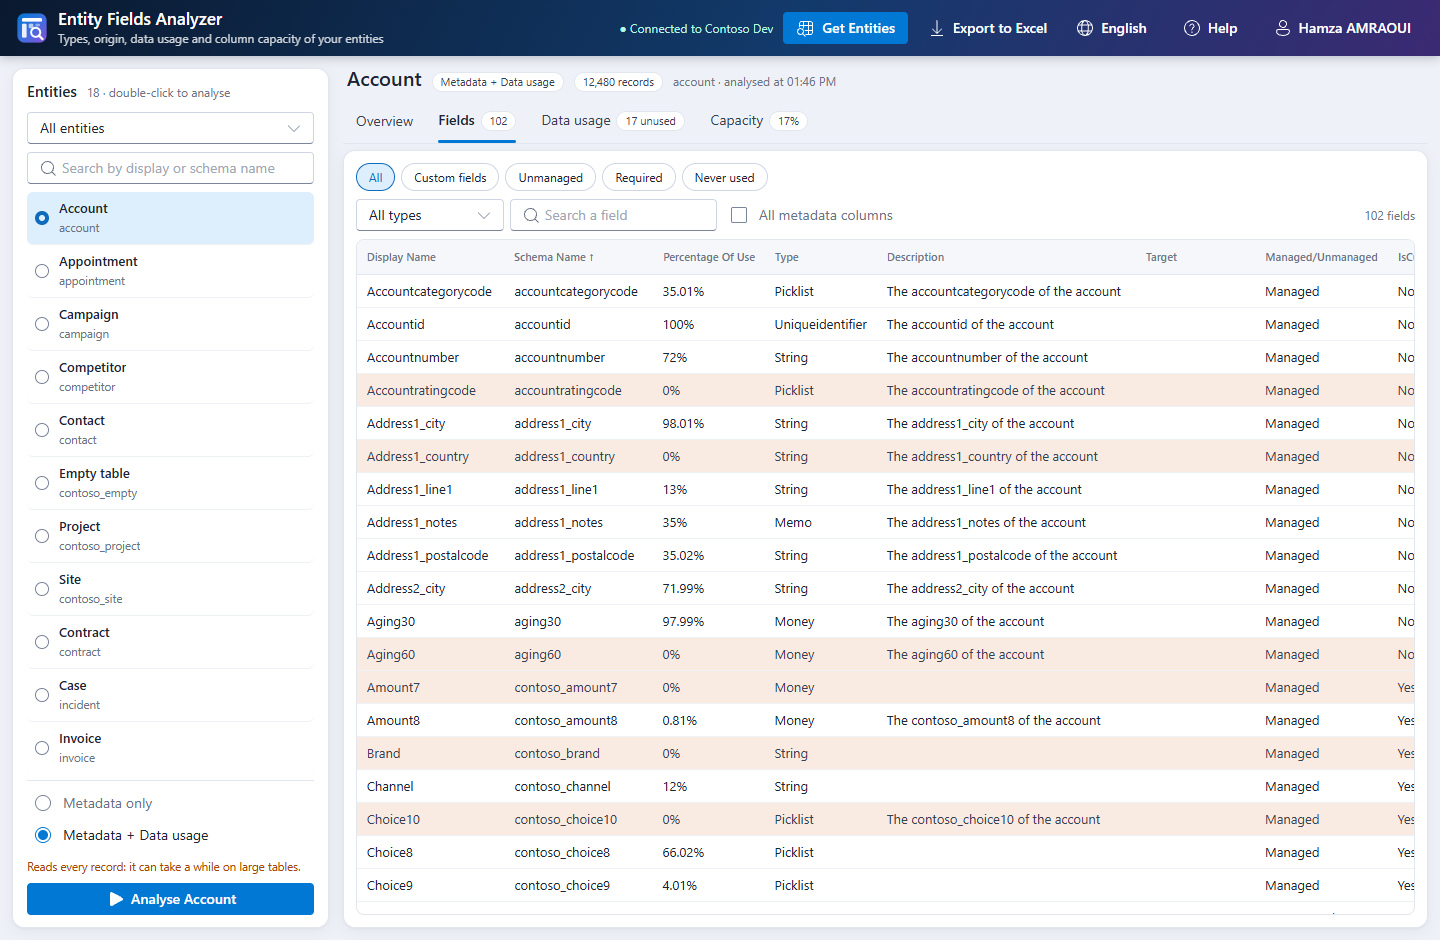 Entity Fields Analyzer
Types, origin, data usage and column capacity of your entities
Connected to Contoso Dev
Get Entities
Export to Excel
English
Help
Hamza AMRAOUI
Entities 18 · double-click to analyse
All entities
Search by display or schema name
Account
account
Appointment
appointment
Campaign
campaign
Competitor
competitor
Contact
contact
Empty table
contoso_empty
Project
contoso_project
Site
contoso_site
Contract
contract
Case
incident
Invoice
invoice
Metadata only
Metadata + Data usage
Reads every record: it can take a while on large tables.
Analyse Account
Account Metadata + Data usage 12,480 records account · analysed at 01:46 PM
Overview Fields 102 Data usage 17 unused Capacity 17%
All Custom fields Unmanaged Required Never used
All types Search a field All metadata columns 102 fields
Display Name Schema Name ↑ Percentage Of Use Type Description Target Managed/Unmanaged
Accountcategorycode accountcategorycode 35.01% Picklist The accountcategorycode of the account Managed No
Accountid accountid 100% Uniqueidentifier The accountid of the account Managed No
Accountnumber accountnumber 72% String The accountnumber of the account Managed No
Accountratingcode accountratingcode 0% Picklist The accountratingcode of the account Managed No
Address1_city address1_city 98.01% String The address1_city of the account Managed No
Address1_country address1_country 0% String The address1_country of the account Managed No
Address1_line1 address1_line1 13% String The address1_line1 of the account Managed No
Address1_notes address1_notes 35% Memo The address1_notes of the account Managed No
Address1_postalcode address1_postalcode 35.02% String The address1_postalcode of the account Managed No
Address2_city address2_city 71.99% String The address2_city of the account Managed No
Aging30 aging30 97.99% Money The aging30 of the account Managed No
Aging60 aging60 0% Money The aging60 of the account Managed No
Amount7 contoso_amount7 0% Money Managed Yes
Amount8 contoso_amount8 0.81% Money The contoso_amount8 of the account Managed Yes
Brand contoso_brand 0% String Managed Yes
Channel contoso_channel 12% String Managed Yes
Choice10 contoso_choice10 0% Picklist The contoso_choice10 of the account Managed Yes
Choice8 contoso_choice8 66.02% Picklist Managed Yes
Choice9 contoso_choice9 4.01% Picklist Managed Yes